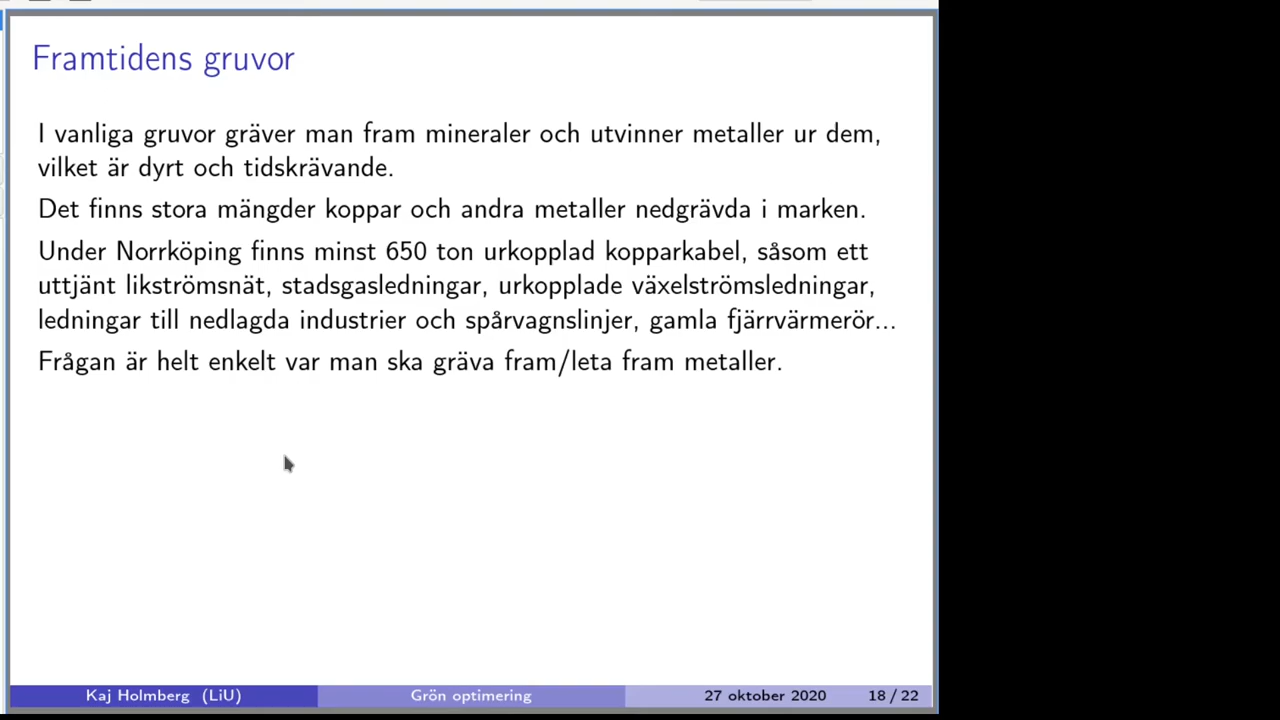 Framtidens gruvor
I vanliga gruvor gräver man fram mineraler och utvinner metaller ur dem,
vilket är dyrt och tidskrävande.
Det finns stora mängder koppar och andra metaller nedgrävda i marken.
Under Norrköping finns minst 650 ton urkopplad kopparkabel, såsom ett
uttjänt likströmsnät, stadsgasledningar, urkopplade växelströmsledningar,
ledningar till nedlagda industrier och spårvagnslinjer, gamla fjärrvärmerör...
Frågan är helt enkelt var man ska gräva fram/leta fram metaller.
Kaj Holmberg (LiU) Grön optimering 27 oktober 2020 18 / 22